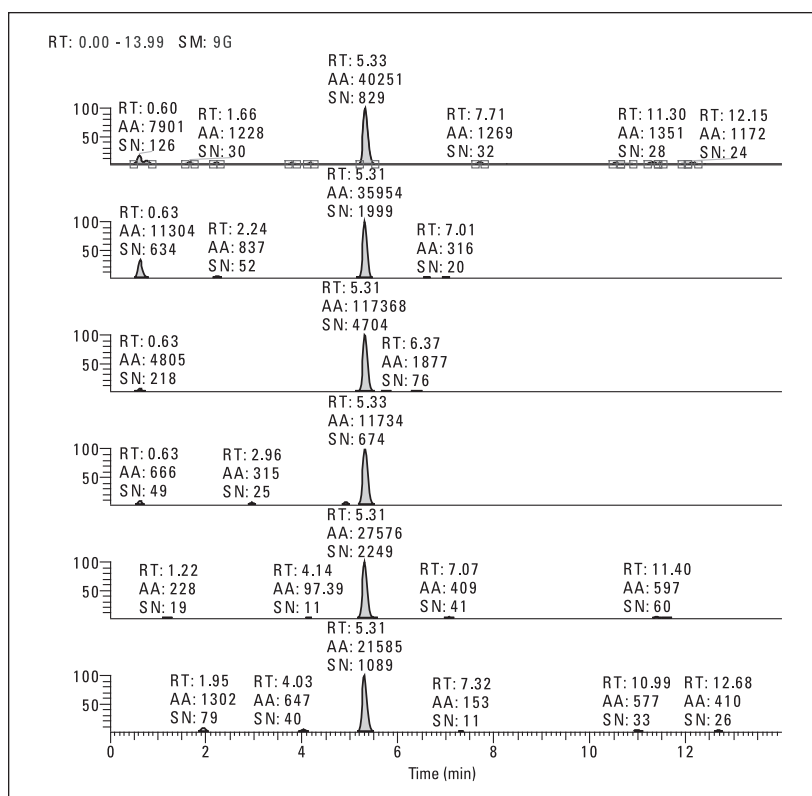 RT: 0.00 - 13.99 SM: 9G
RT: 5.33
AA: 40251
SN: 829
RT: 0.60
AA: 7901
SN: 126
RT: 1.66
AA: 1228
SN: 30
RT: 7.71
AA: 1269
SN: 32
RT: 11.30
AA: 1351
SN: 28
RT: 12.15
AA: 1172
SN: 24
100
50
RT: 5.31
AA: 35954
SN: 1999
RT: 0.63
AA: 11304
SN: 634
RT: 2.24
AA: 837
SN: 52
RT: 7.01
AA: 316
SN: 20
100
50
RT: 5.31
AA: 117368
SN: 4704
RT: 0.63
AA: 4805
SN: 218
RT: 6.37
AA: 1877
SN: 76
100
50
RT: 5.33
AA: 11734
SN: 674
RT: 0.63
AA: 666
SN: 49
RT: 2.96
AA: 315
SN: 25
100
50
RT: 5.31
AA: 27576
SN: 2249
RT: 1.22
AA: 228
SN: 19
RT: 4.14
AA: 97.39
SN: 11
RT: 7.07
AA: 409
SN: 41
RT: 11.40
AA: 597
SN: 60
100
50
RT: 5.31
AA: 21585
SN: 1089
RT: 1.95
AA: 1302
SN: 79
RT: 4.03
AA: 647
SN: 40
RT: 7.32
AA: 153
SN: 11
RT: 10.99
AA: 577
SN: 33
RT: 12.68
AA: 410
SN: 26
100
50
0 2 4 6 8 10 12
Time (min)